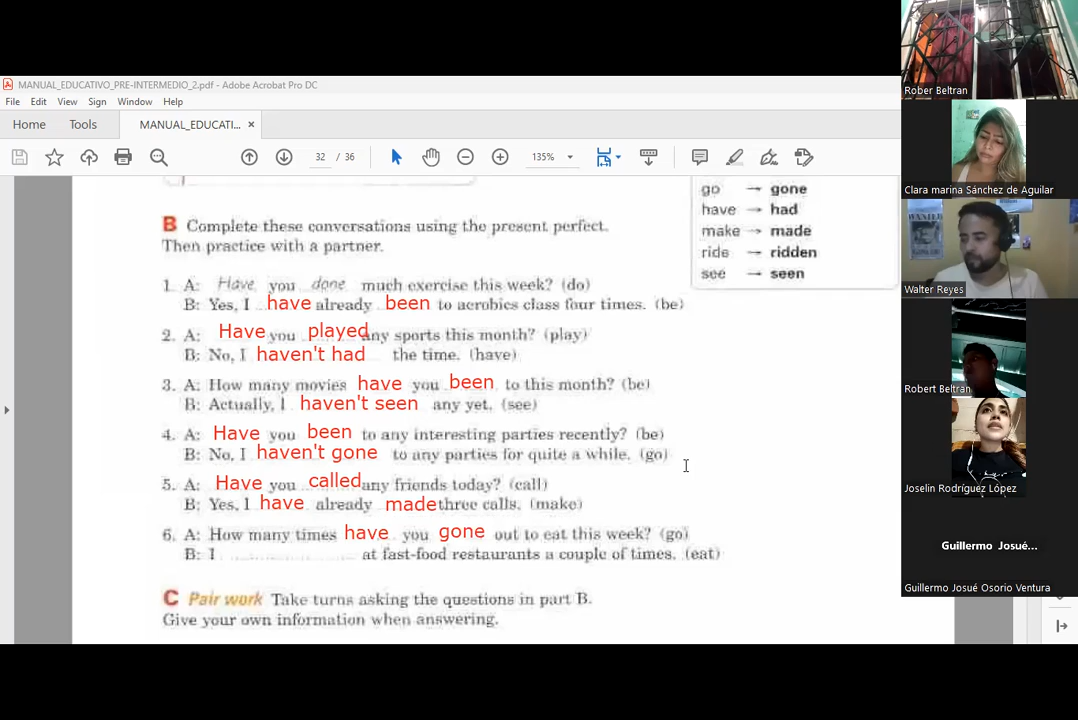 MANUAL_EDUCATIVO_PRE-INTERMEDIO_2.pdf - Adobe Acrobat Pro DC
File Edit View Sign Window Help
Home Tools MANUAL_EDUCATI... ×
32 / 36 135%
go → gone
have → had
make → made
ride → ridden
see → seen
B Complete these conversations using the present perfect.
Then practice with a partner.
1. A: Have you done much exercise this week? (do)
B: Yes, I have already been to aerobics class four times. (be)
2. A: Have you played any sports this month? (play)
B: No, I haven't had the time. (have)
3. A: How many movies have you been to this month? (be)
B: Actually, I haven't seen any yet. (see)
4. A: Have you been to any interesting parties recently? (be)
B: No, I haven't gone to any parties for quite a while. (go)
5. A: Have you called any friends today? (call)
B: Yes, I have already made three calls. (make)
6. A: How many times have you gone out to eat this week? (go)
B: I ................ at fast-food restaurants a couple of times. (eat)
C Pair work Take turns asking the questions in part B.
Give your own information when answering.
Rober Beltran
Clara marina Sánchez de Aguilar
Walter Reyes
Robert Beltran
Joselin Rodríguez López
Guillermo Josué...
Guillermo Josué Osorio Ventura